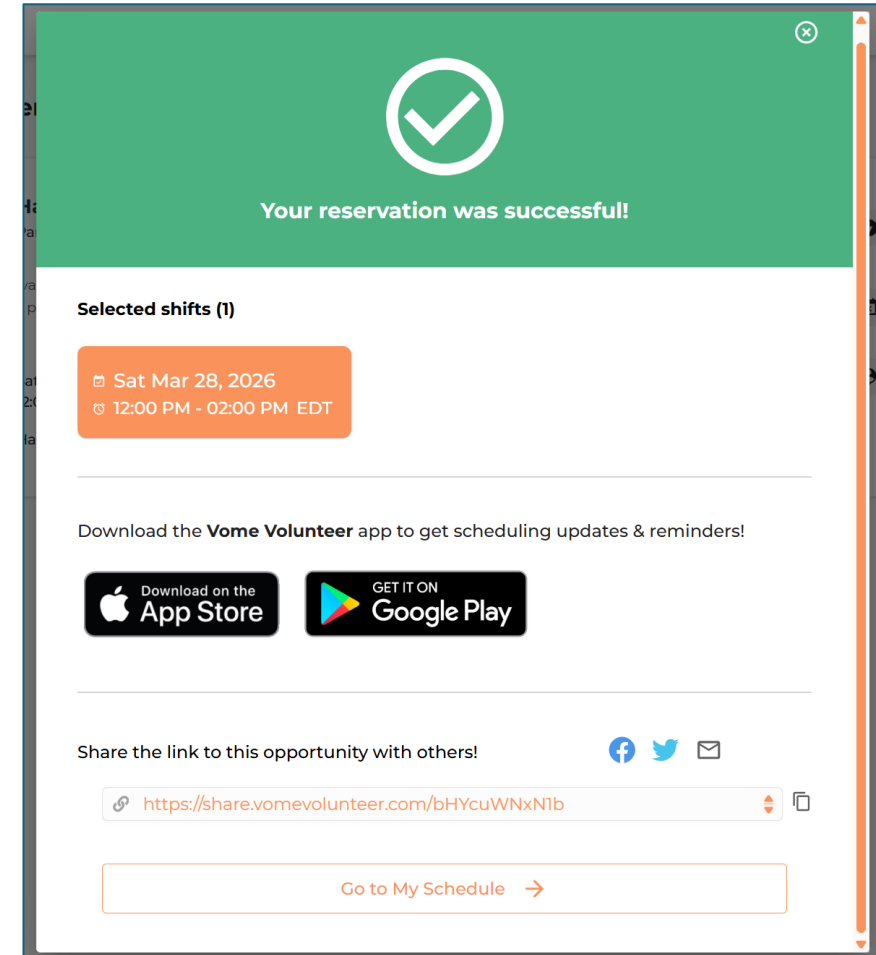 Your reservation was successful!
Selected shifts (1)
Sat Mar 28, 2026
12:00 PM - 02:00 PM EDT
Download the Vome Volunteer app to get scheduling updates & reminders!
Download on the
App Store
GET IT ON
Google Play
Share the link to this opportunity with others!
https://share.vomevolunteer.com/bHYcuWNxN1b
Go to My Schedule